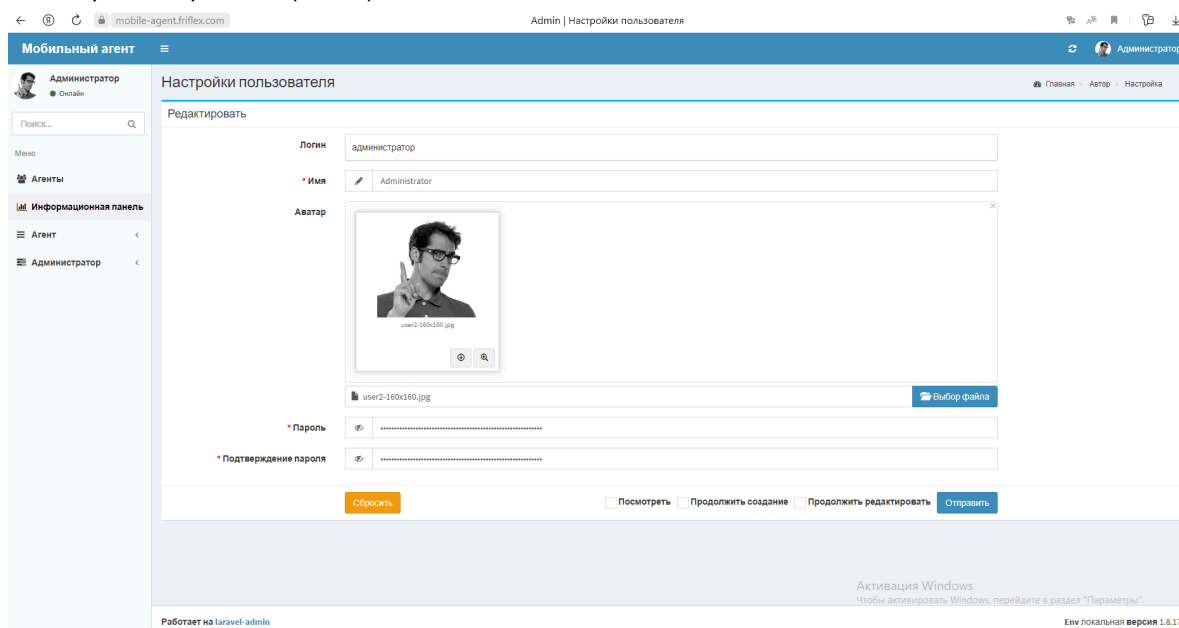 mobile-agent.friflex.com
Admin | Настройки пользователя
Мобильный агент
Администратор
Администратор
Онлайн
Настройки пользователя
Главная > Автор > Настройка
Поиск...
Редактировать
Меню
Агенты
Информационная панель
Агент
Администратор
Логин
администратор
* Имя
Administrator
Аватар
user2-160x160.jpg
user2-160x160.jpg
Выбор файла
* Пароль
* Подтверждение пароля
Сбросить
Посмотреть
Продолжить создание
Продолжить редактировать
Отправить
Активация Windows
Чтобы активировать Windows, перейдите в раздел "Параметры".
Работает на laravel-admin
Env локальная версия 1.8.17